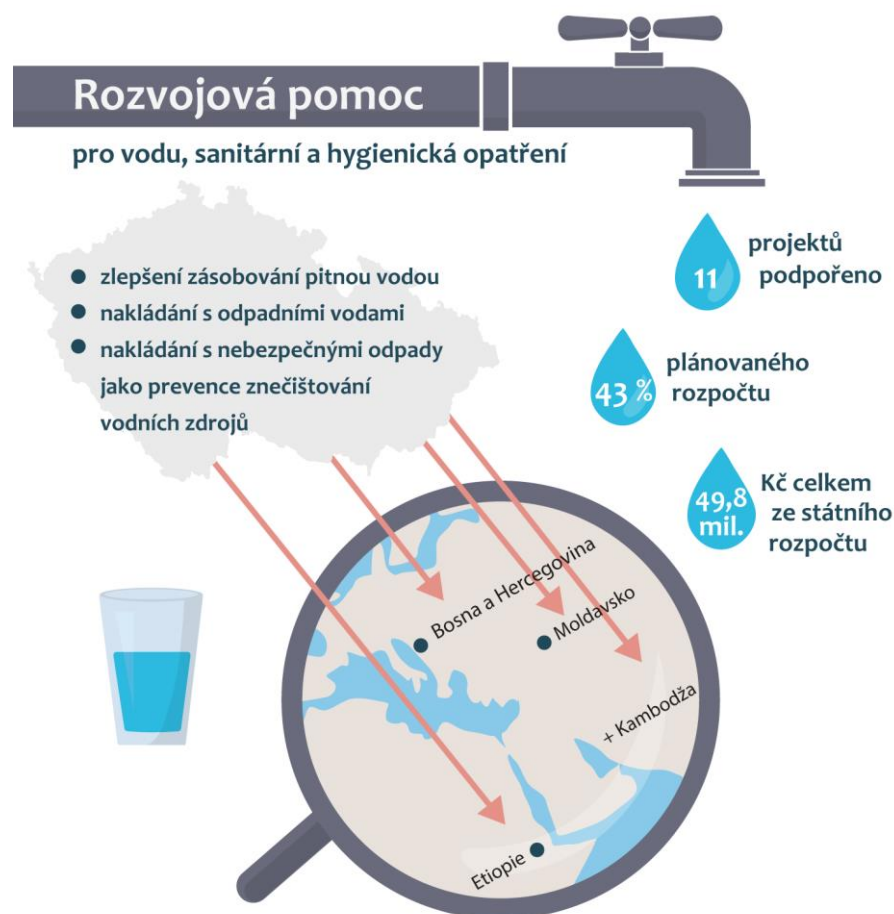 Rozvojová pomoc
pro vodu, sanitární a hygienická opatření
zlepšení zásobování pitnou vodou
nakládání s odpadními vodami
nakládání s nebezpečnými odpady
jako prevence znečištování
vodních zdrojů
11
projektů
podpořeno
43 %
plánovaného
rozpočtu
49,8
mil.
Kč celkem
ze státního
rozpočtu
Bosna a Hercegovina
Moldavsko
+ Kambodža
Etiopie